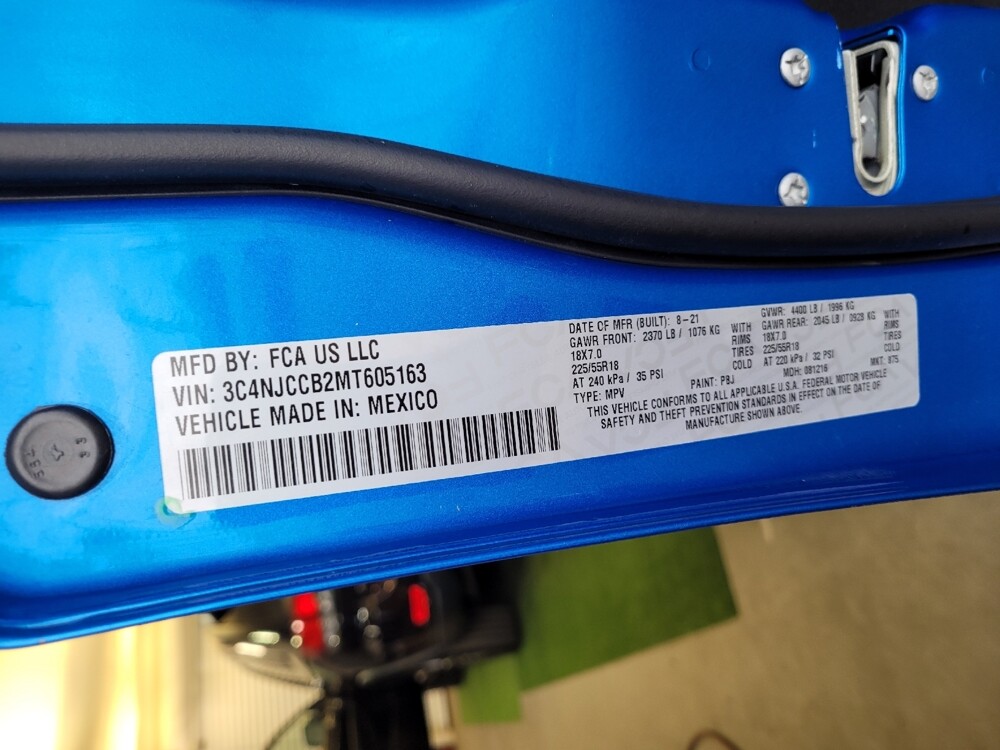 MFD BY: FCA US LLC
VIN: 3C4NJCCB2MT605163
VEHICLE MADE IN: MEXICO
DATE OF MFR (BUILT): 8-21
GVWR: 4400 LB / 1996 KG
GAWR FRONT: 2370 LB / 1076 KG WITH
GAWR REAR: 2045 LB / 0928 KG WITH
18X7.0 RIMS
18X7.0 RIMS
225/55R18 TIRES
225/55R18 TIRES
AT 240 kPa / 35 PSI COLD
AT 220 kPa / 32 PSI COLD
TYPE: MPV
PAINT: PBJ
MDH: 081216
MKT: 875
THIS VEHICLE CONFORMS TO ALL APPLICABLE U.S.A. FEDERAL MOTOR VEHICLE
SAFETY AND THEFT PREVENTION STANDARDS IN EFFECT ON THE DATE OF
MANUFACTURE SHOWN ABOVE.